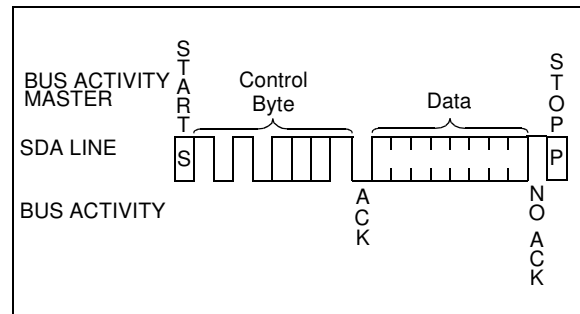 START
BUS ACTIVITY
MASTER
Control
Byte
Data
STOP
SDA LINE
S
P
BUS ACTIVITY
ACK
NO ACK